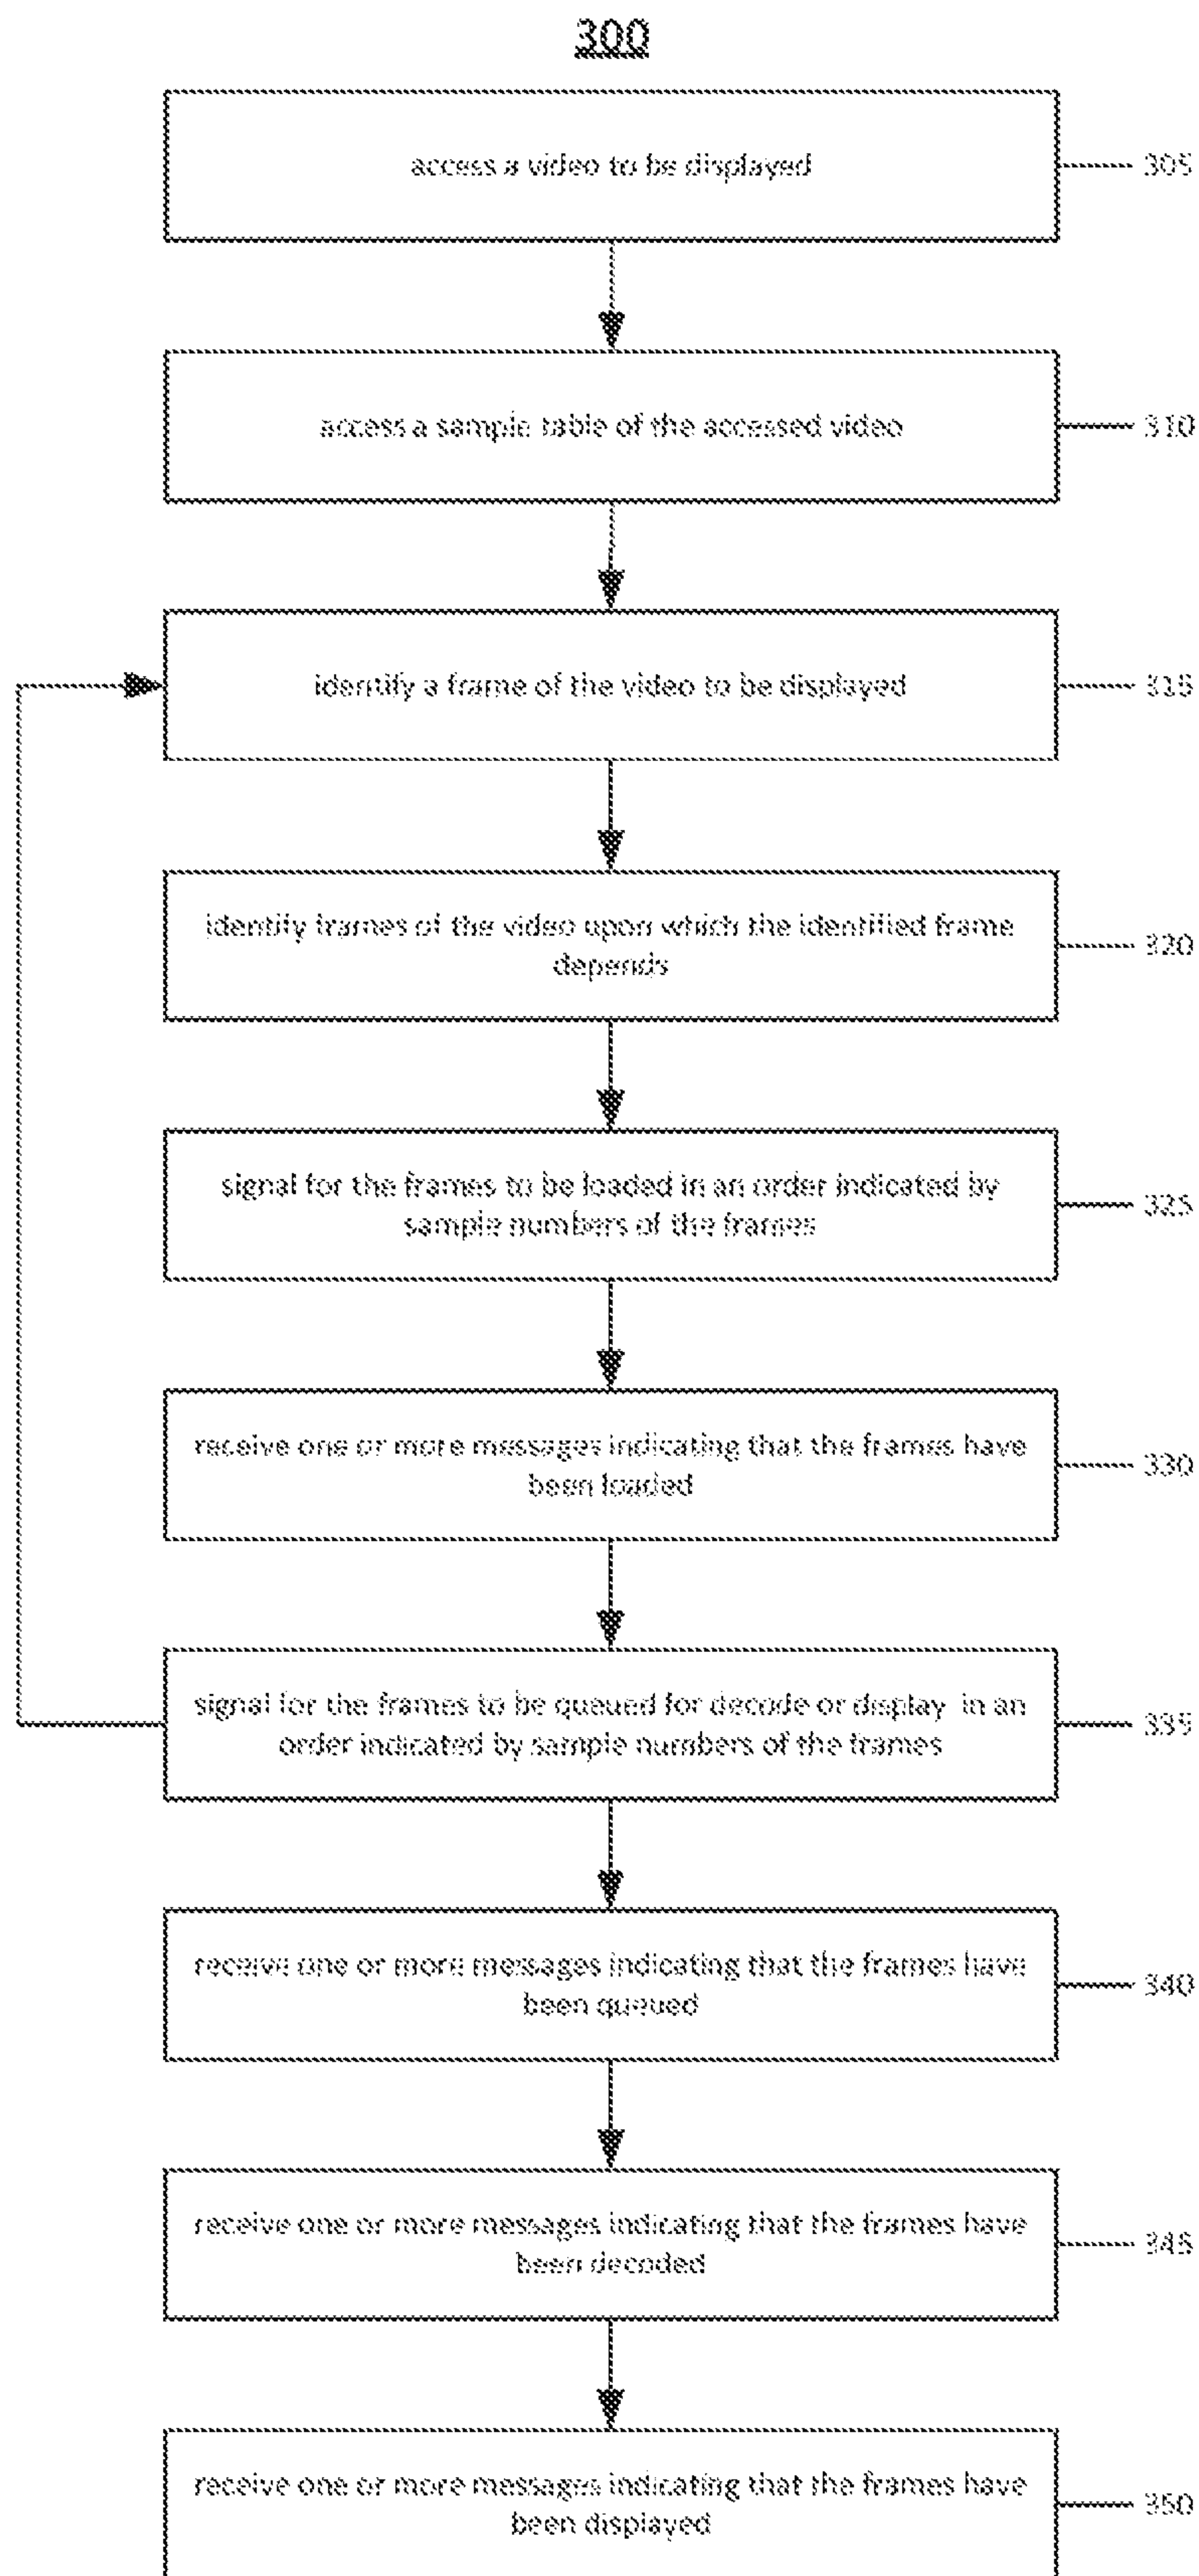 300
access a video to be displayed
305
access a sample table of the accessed video
310
identify a frame of the video to be displayed
315
identify frames of the video upon which the identified frame
depends
320
signal for the frames to be loaded in an order indicated by
sample numbers of the frames
325
receive one or more messages indicating that the frames have
been loaded
330
signal for the frames to be queued for decode or display in an
order indicated by sample numbers of the frames
335
receive one or more messages indicating that the frames have
been queued
340
receive one or more messages indicating that the frames have
been decoded
345
receive one or more messages indicating that the frames have
been displayed
350